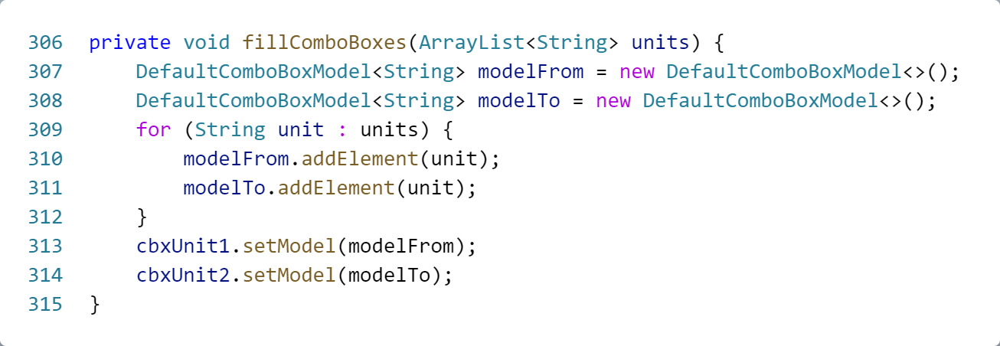 306 private void fillComboBoxes(ArrayList<String> units) {
307     DefaultComboBoxModel<String> modelFrom = new DefaultComboBoxModel<>();
308     DefaultComboBoxModel<String> modelTo = new DefaultComboBoxModel<>();
309     for (String unit : units) {
310         modelFrom.addElement(unit);
311         modelTo.addElement(unit);
312     }
313     cbxUnit1.setModel(modelFrom);
314     cbxUnit2.setModel(modelTo);
315 }